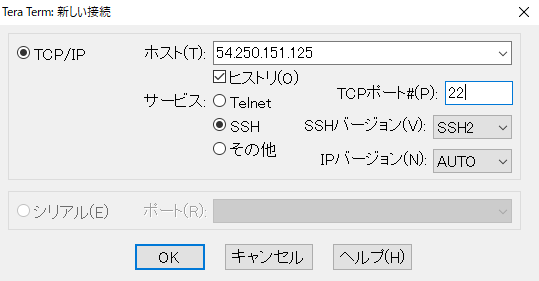 Tera Term: 新しい接続
TCP/IP ホスト(T): 54.250.151.125
ヒストリ(O)
サービス: Telnet TCPポート#(P): 22
SSH SSHバージョン(V): SSH2
その他 IPバージョン(N): AUTO
シリアル(E) ポート(R):
OK キャンセル ヘルプ(H)